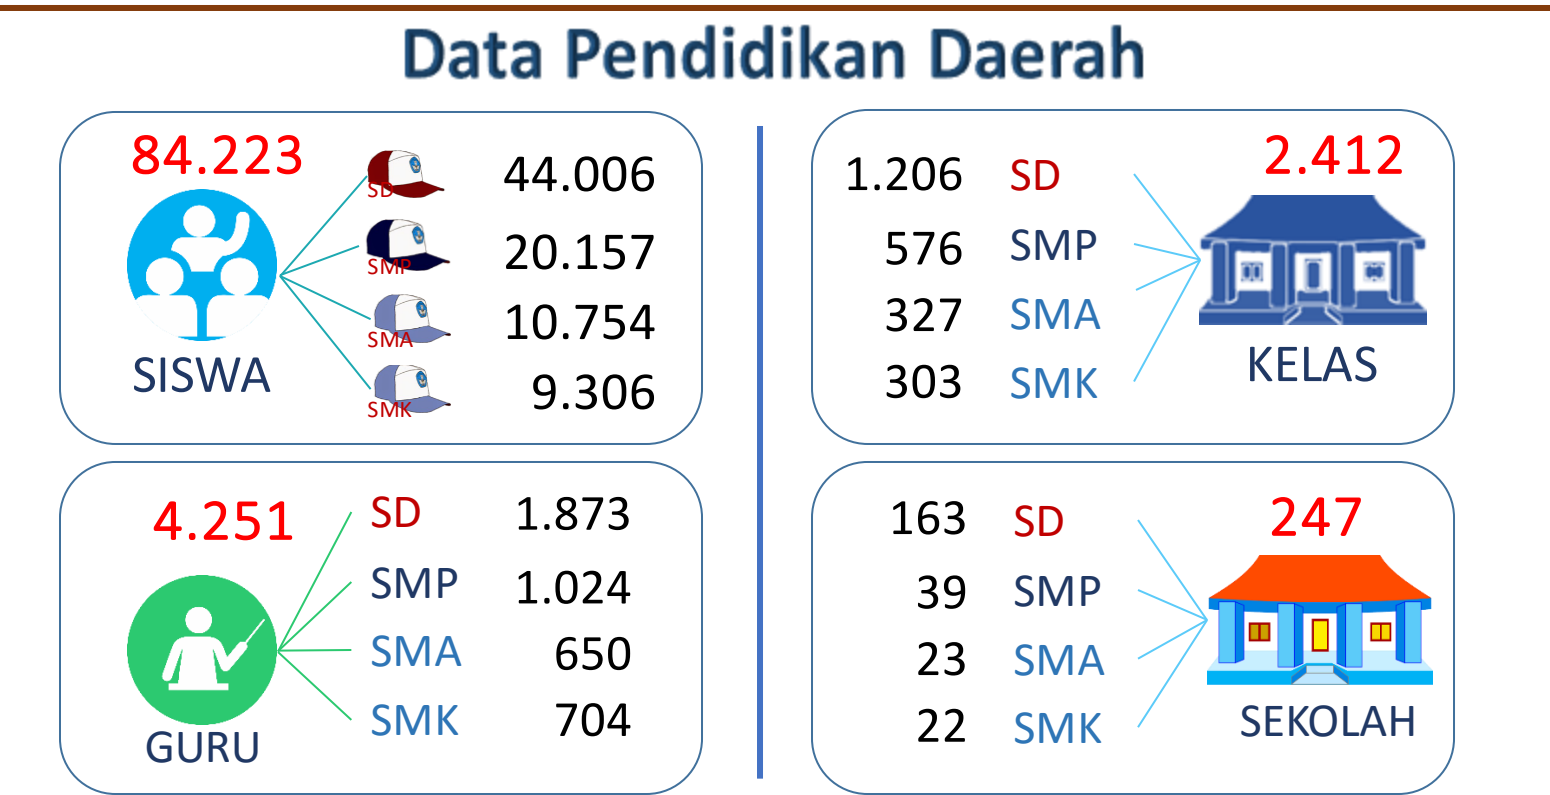 Data Pendidikan Daerah
84.223
SISWA
SD 44.006
SMP 20.157
SMA 10.754
SMK 9.306
1.206 SD
576 SMP
327 SMA
303 SMK
2.412
KELAS
4.251
GURU
SD 1.873
SMP 1.024
SMA 650
SMK 704
163 SD
39 SMP
23 SMA
22 SMK
247
SEKOLAH